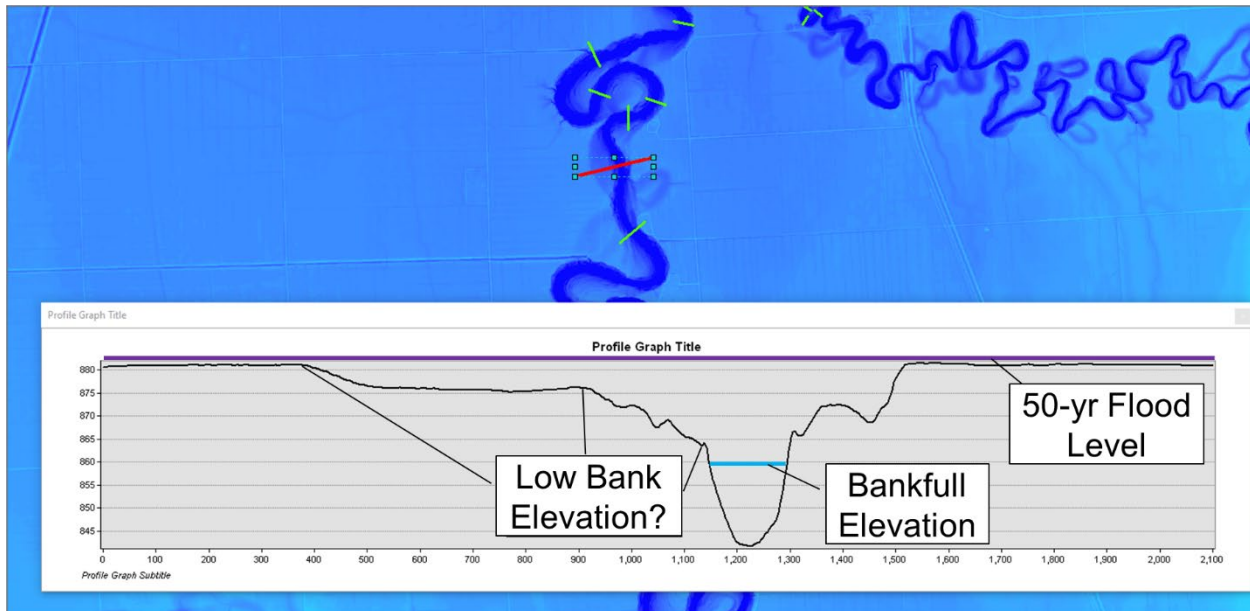 Profile Graph Title
Profile Graph Title
880
875
870
865
860
855
850
845
50-yr Flood
Level
Low Bank
Elevation?
Bankfull
Elevation
0 100 200 300 400 500 600 700 800 900 1,000 1,100 1,200 1,300 1,400 1,500 1,600 1,700 1,800 1,900 2,000 2,100
Profile Graph Subtitle